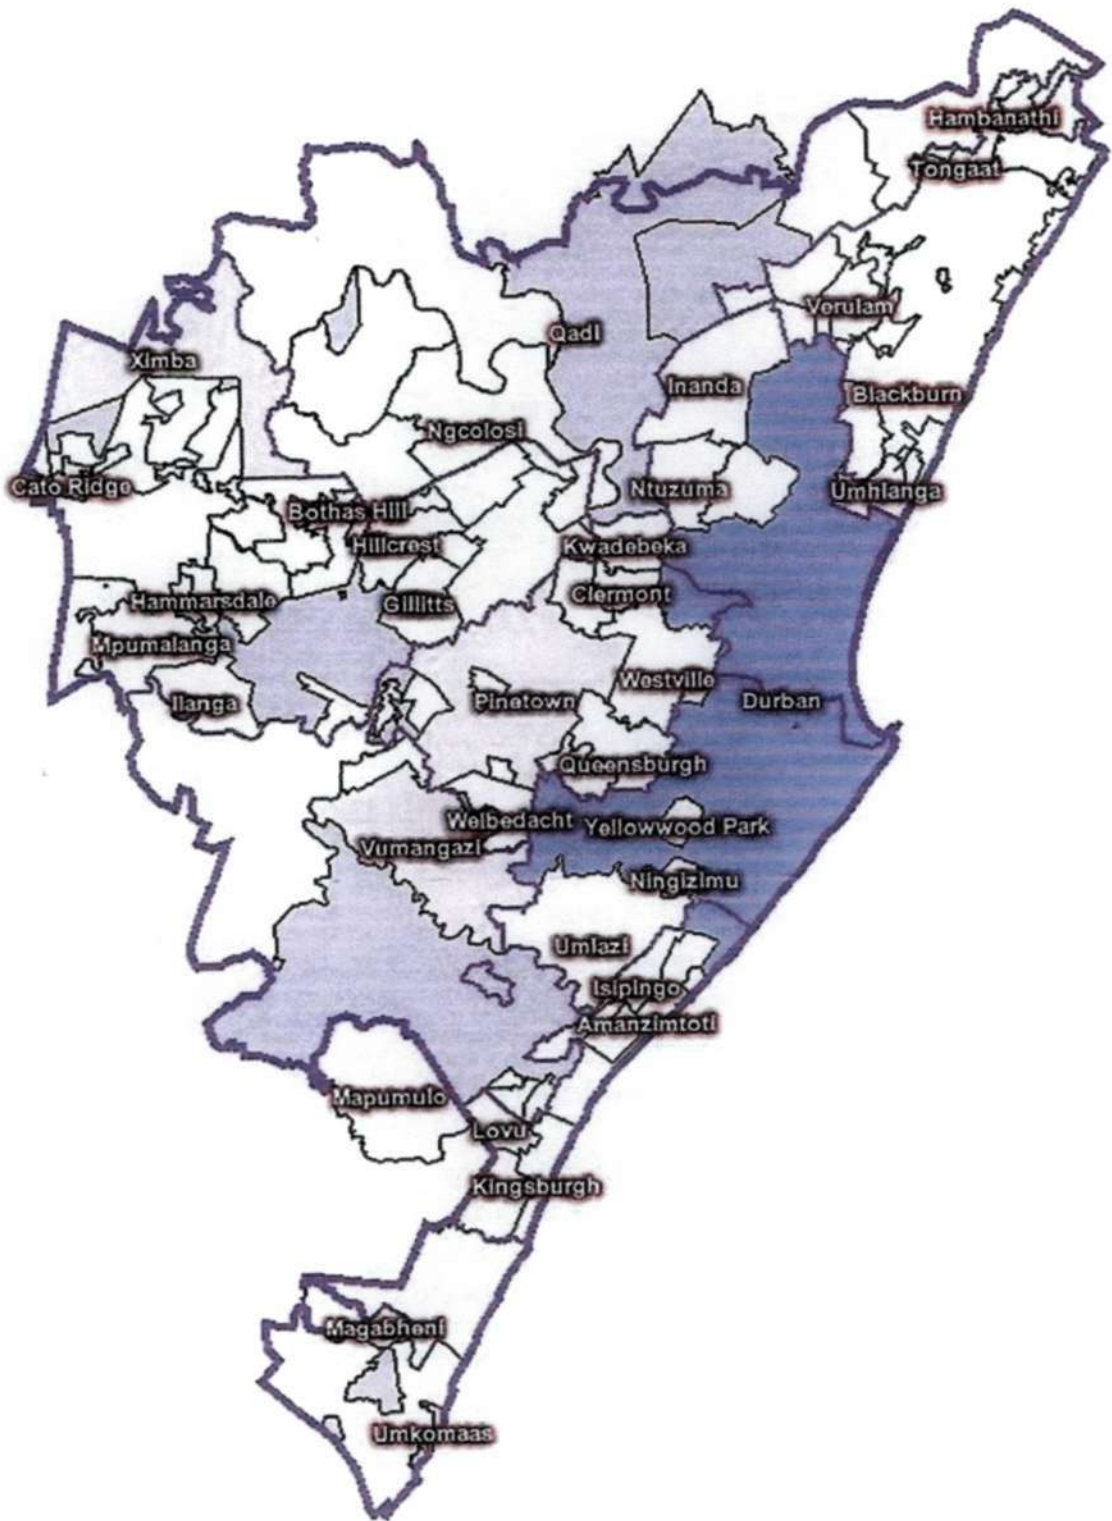 Hambanathi
Tongaat
Verulam
Qadi
Ximba
Inanda
Blackburn
Ngcolosi
Cato Ridge
Ntuzuma
Umhlanga
Bothas Hill
Hillcrest
Kwadebeka
Clermont
Hammarsdale
Gillitts
Mpumalanga
Westville
Ilanga
Pinetown
Durban
Queensburgh
Welbedacht
Yellowwood Park
Vumangazi
Ningizimu
Umlazi
Isipingo
Amanzimtoti
Mapumulo
Lovu
Kingsburgh
Magabheni
Umkomaas